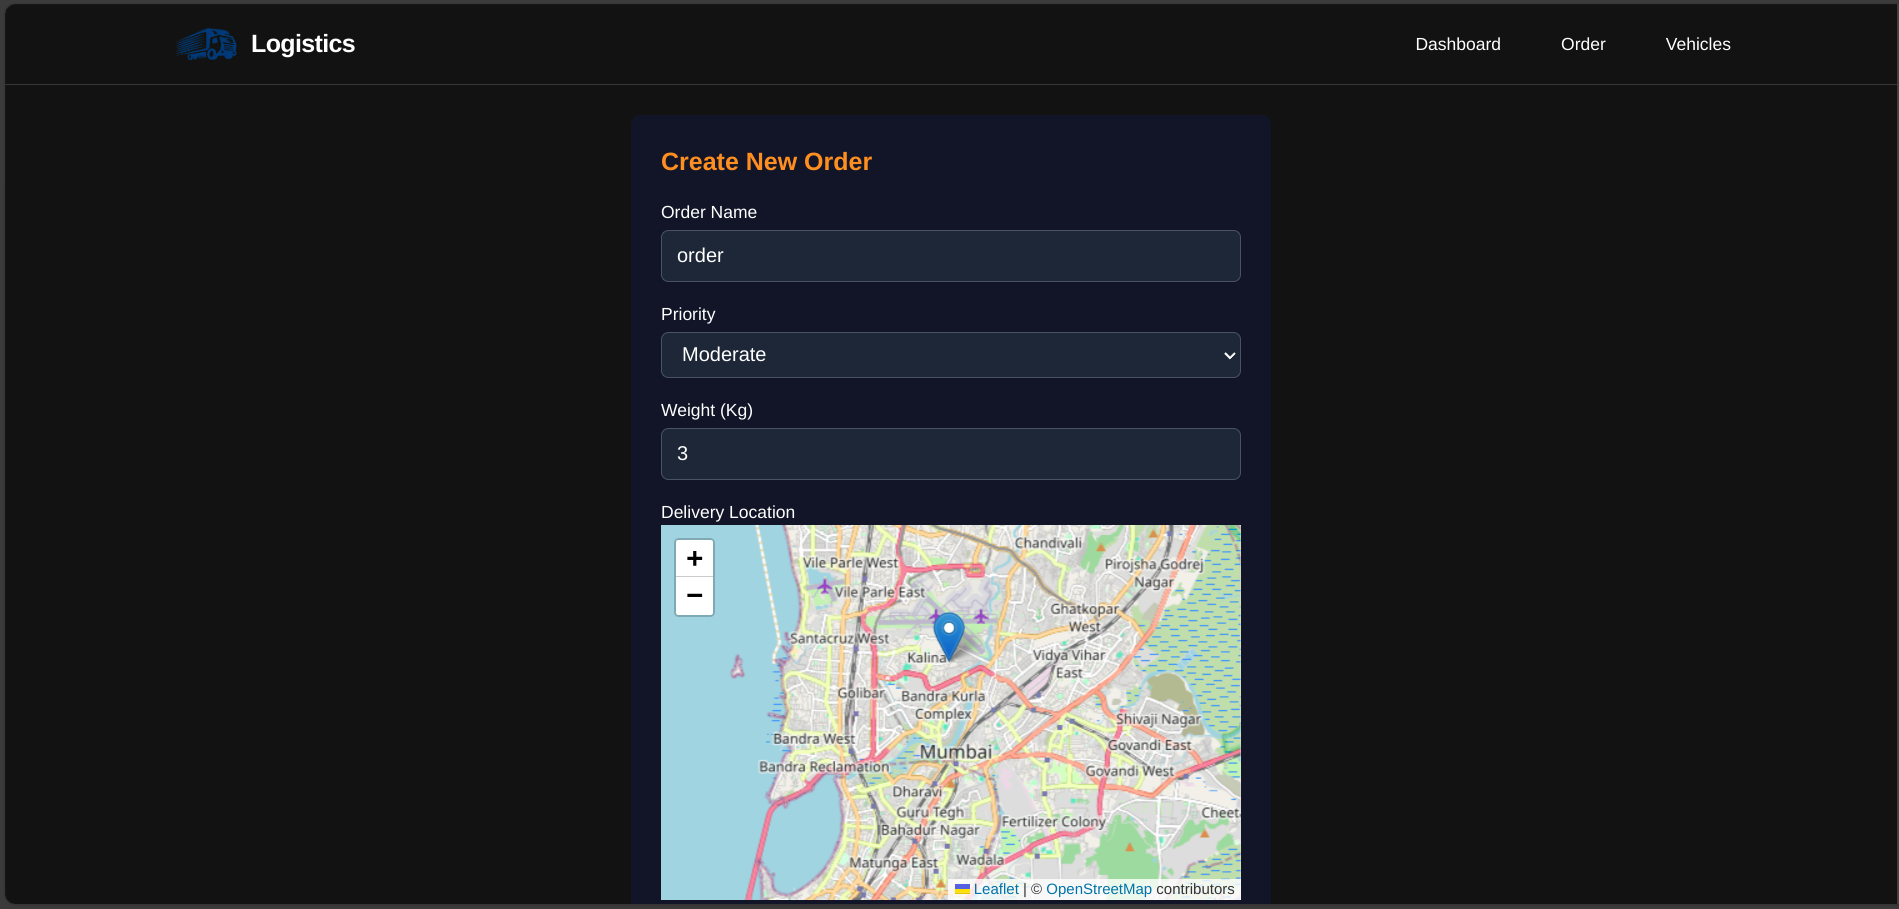 Logistics
Dashboard
Order
Vehicles
Create New Order
Order Name
order
Priority
Moderate
Weight (Kg)
3
Delivery Location
+
−
Chandivali
Vile Parle West
Pirojsha Godrej
Nagar
Vile Parle East
Ghatkopar
West
Santacruz West
Kalina
Vidya Vihar
East
Golibar
Bandra Kurla
Complex
Shivaji Nagar
Bandra West
Govandi East
Mumbai
Bandra Reclamation
Govandi West
Dharavi
Guru Tegh
Bahadur Nagar
Fertilizer Colony
Cheet
Matunga East
Wadala
Leaflet | © OpenStreetMap contributors